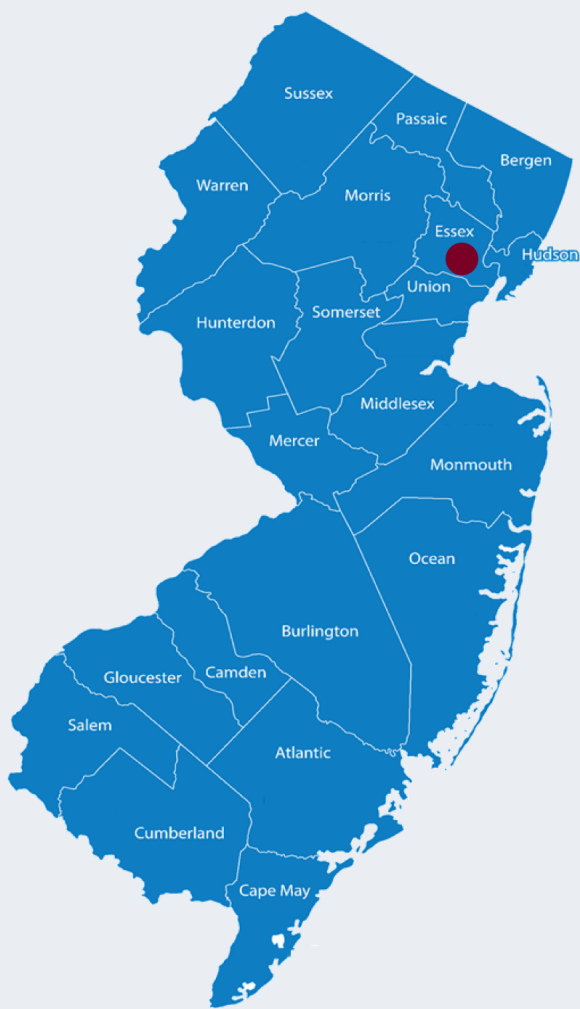 Sussex
Passaic
Bergen
Warren
Morris
Essex
Hudson
Union
Somerset
Hunterdon
Middlesex
Mercer
Monmouth
Ocean
Burlington
Camden
Gloucester
Salem
Atlantic
Cumberland
Cape May